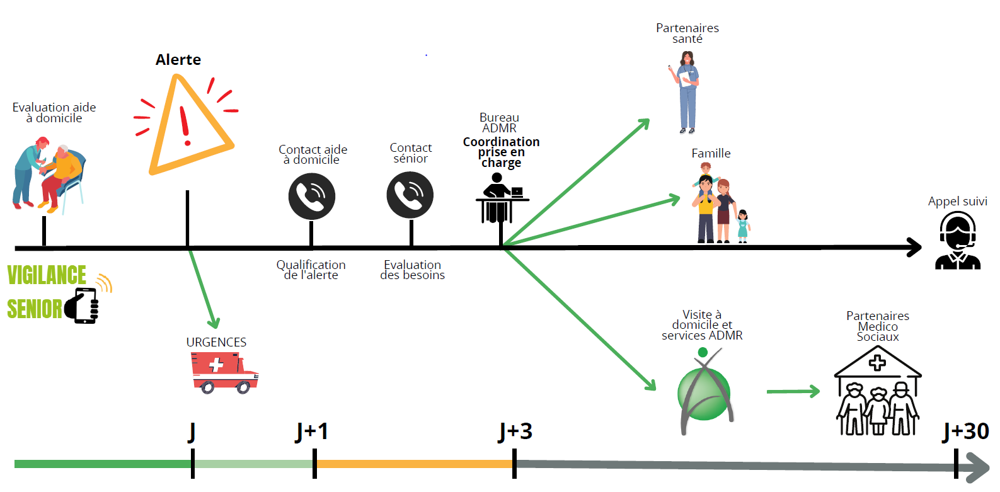 Partenaires
santé
Alerte
Evaluation aide
à domicile
Bureau
ADMR
Coordination
prise en
charge
Contact aide
à domicile
Contact
sénior
Famille
Appel suivi
VIGILANCE
SENIOR
Qualification
de l'alerte
Evaluation
des besoins
URGENCES
Visite à
domicile et
services ADMR
Partenaires
Medico
Sociaux
J
J+1
J+3
J+30